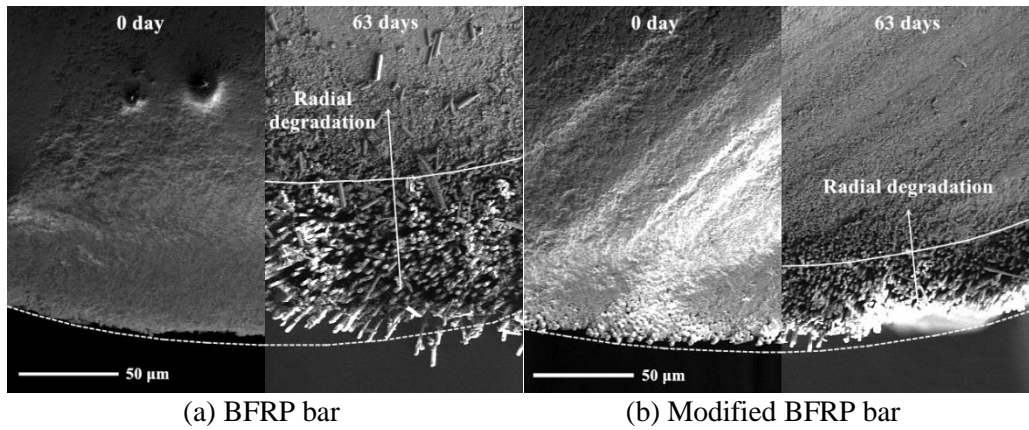 0 day
63 days
Radial
degradation
50 μm
0 day
63 days
Radial degradation
50 μm
(a) BFRP bar
(b) Modified BFRP bar